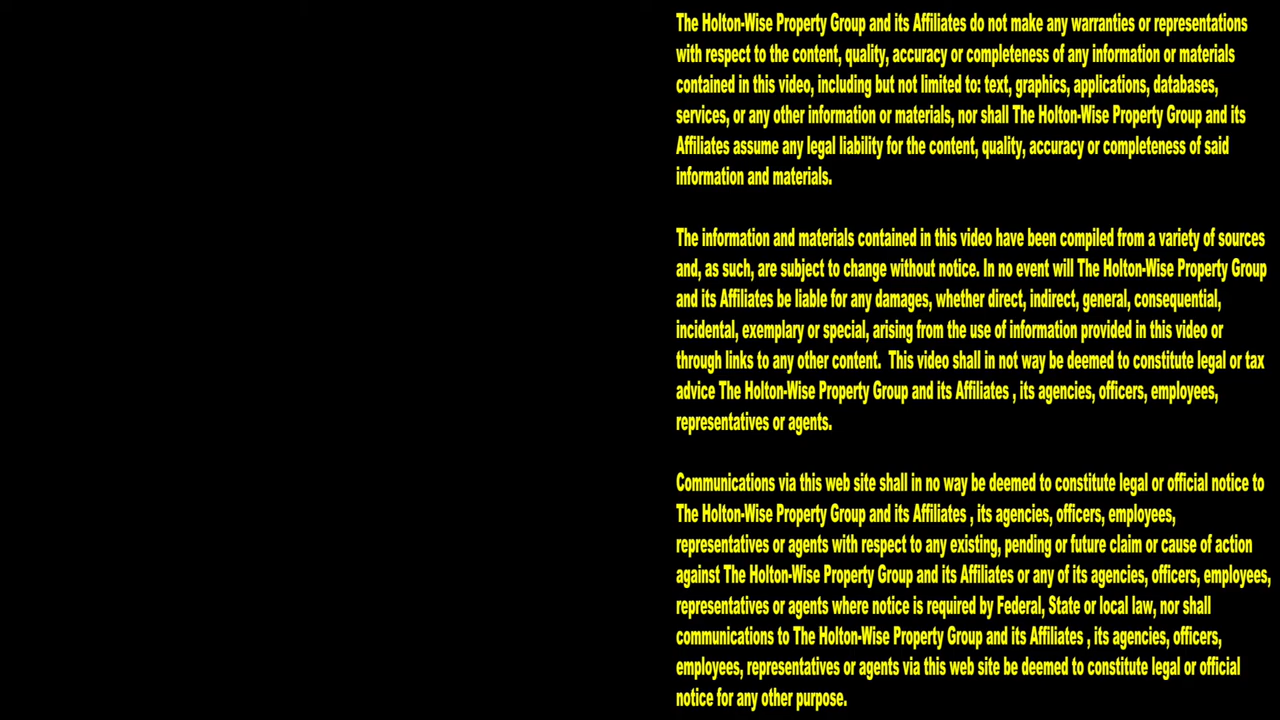 The Holton-Wise Property Group and its Affiliates do not make any warranties or representations
with respect to the content, quality, accuracy or completeness of any information or materials
contained in this video, including but not limited to: text, graphics, applications, databases,
services, or any other information or materials, nor shall The Holton-Wise Property Group and its
Affiliates assume any legal liability for the content, quality, accuracy or completeness of said
information and materials.
The information and materials contained in this video have been compiled from a variety of sources
and, as such, are subject to change without notice. In no event will The Holton-Wise Property Group
and its Affiliates be liable for any damages, whether direct, indirect, general, consequential,
incidental, exemplary or special, arising from the use of information provided in this video or
through links to any other content.  This video shall in not way be deemed to constitute legal or tax
advice The Holton-Wise Property Group and its Affiliates , its agencies, officers, employees,
representatives or agents.
Communications via this web site shall in no way be deemed to constitute legal or official notice to
The Holton-Wise Property Group and its Affiliates , its agencies, officers, employees,
representatives or agents with respect to any existing, pending or future claim or cause of action
against The Holton-Wise Property Group and its Affiliates or any of its agencies, officers, employees,
representatives or agents where notice is required by Federal, State or local law, nor shall
communications to The Holton-Wise Property Group and its Affiliates , its agencies, officers,
employees, representatives or agents via this web site be deemed to constitute legal or official
notice for any other purpose.